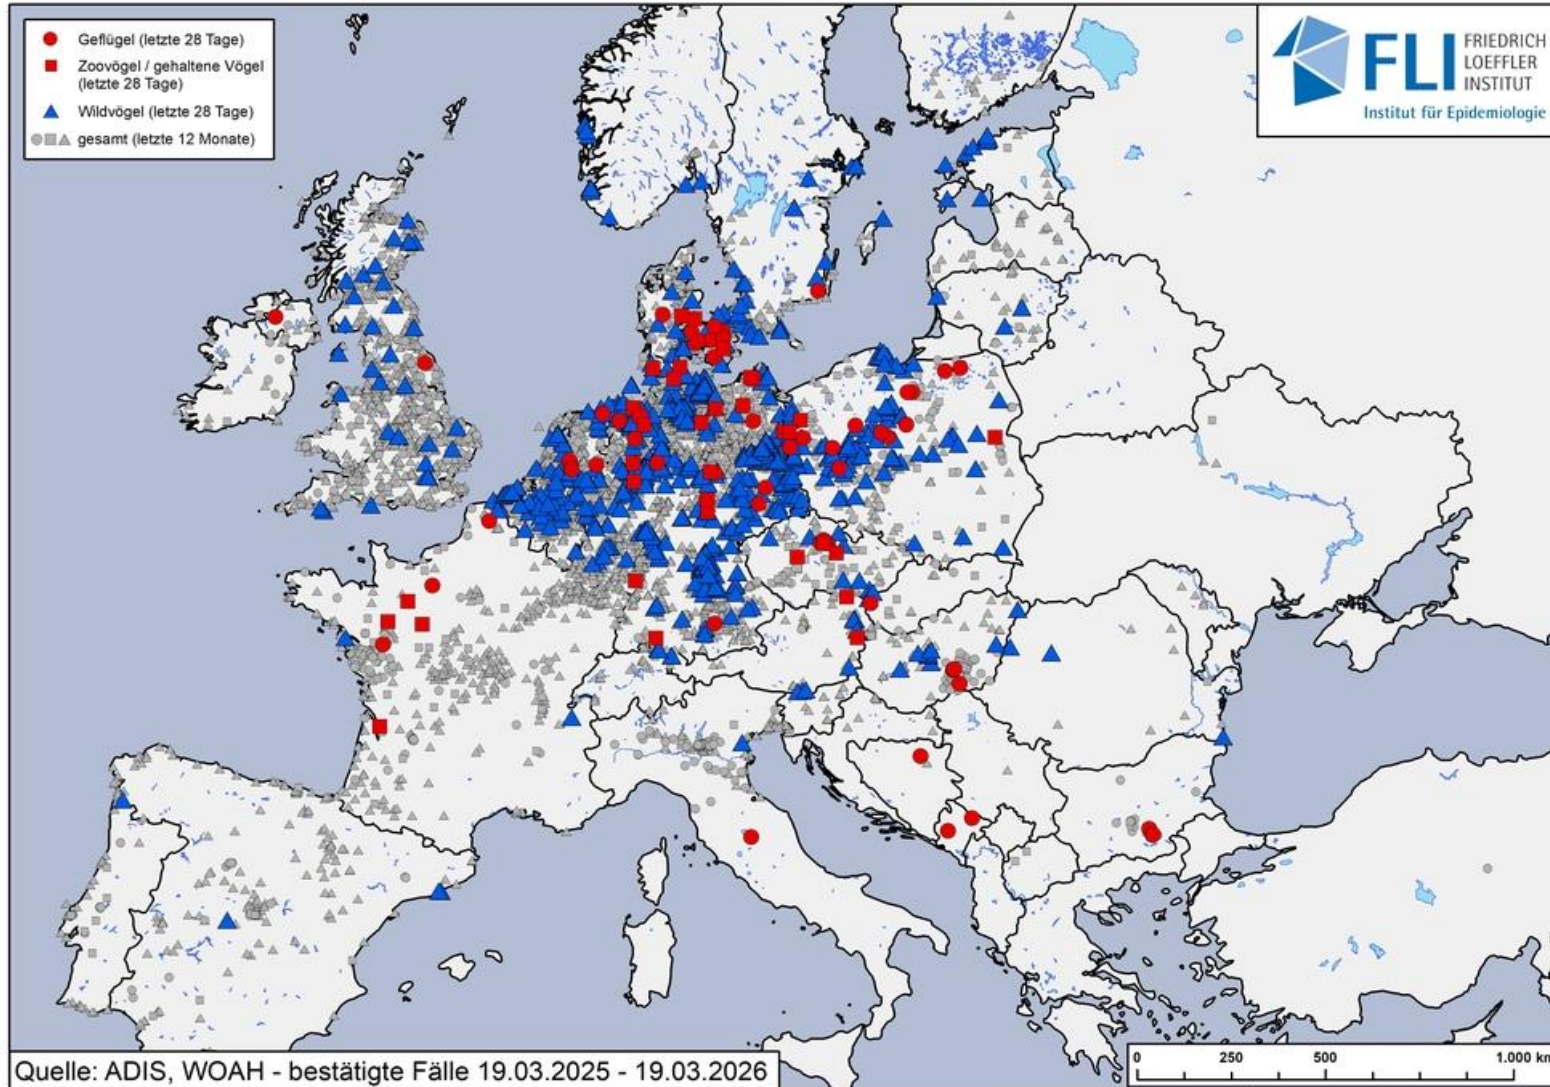 Geflügel (letzte 28 Tage)
Zoovögel / gehaltene Vögel
(letzte 28 Tage)
Wildvögel (letzte 28 Tage)
gesamt (letzte 12 Monate)
FLI
FRIEDRICH
LOEFFLER
INSTITUT
Institut für Epidemiologie
Quelle: ADIS, WOAH - bestätigte Fälle 19.03.2025 - 19.03.2026
0 250 500 1.000 km